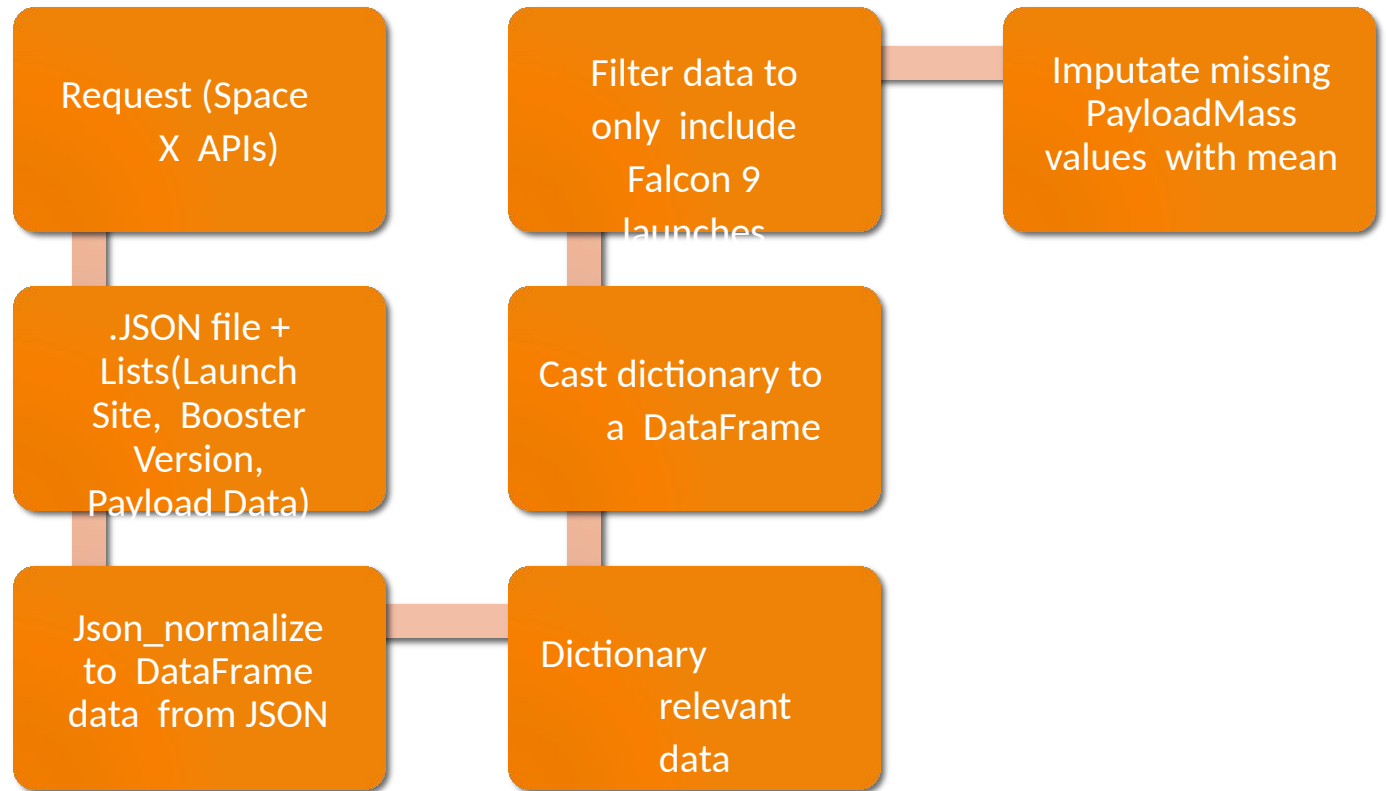 Request (Space
X APIs)
.JSON file +
Lists(Launch
Site, Booster
Version,
Payload Data)
Json_normalize
to DataFrame
data from JSON
Dictionary
relevant
data
Cast dictionary to
a DataFrame
Filter data to
only include
Falcon 9
launches
Imputate missing
PayloadMass
values with mean